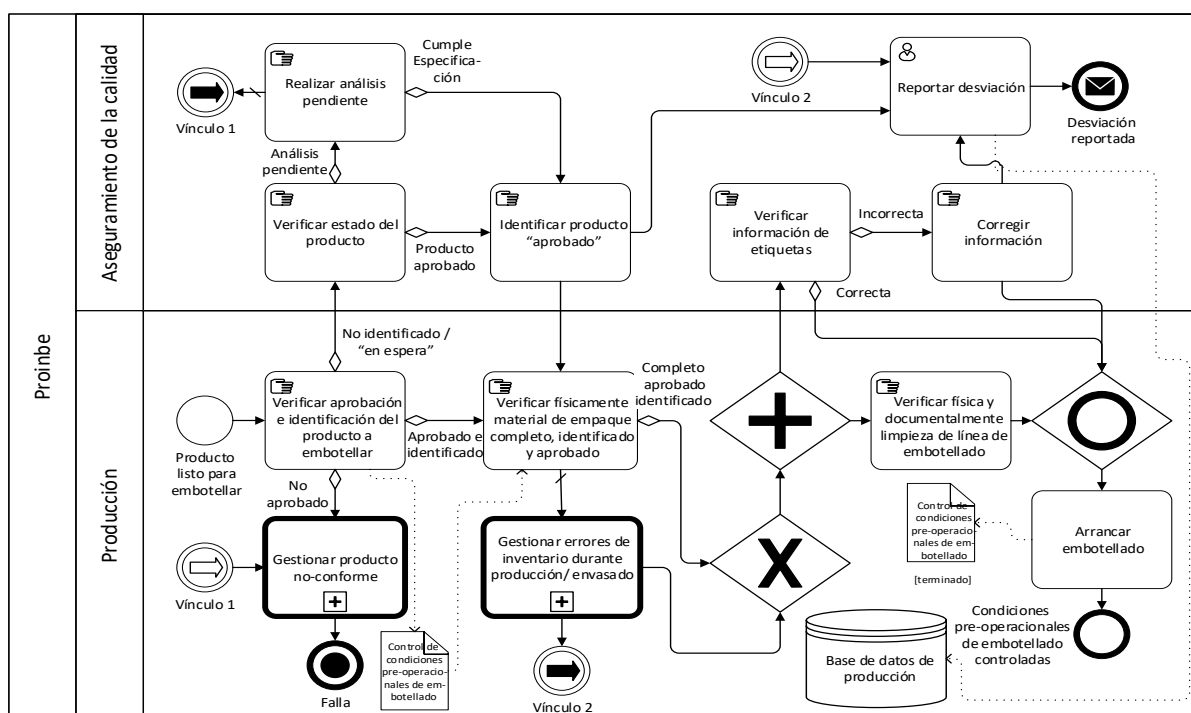 Proinbe
Aseguramiento de la calidad
Realizar análisis
pendiente
Vínculo 1
Cumple
Especifica-
ción
Análisis
pendiente
Verificar estado del
producto
Producto
aprobado
Identificar producto
“aprobado”
Vínculo 2
Reportar desviación
Desviación
reportada
Verificar
información de
etiquetas
Incorrecta
Corregir
información
Correcta
Producción
No identificado /
“en espera”
Producto
listo para
embotellar
Verificar aprobación
e identificación del
producto a
embotellar
Aprobado e
identificado
No
aprobado
Verificar físicamente
material de empaque
completo, identificado
y aprobado
Completo
aprobado
identificado
Verificar física y
documentalmente
limpieza de línea de
embotellado
Vínculo 1
Gestionar producto
no-conforme
Falla
Control de
condiciones
pre-operacio-
nales de em-
botellado
Gestionar errores de
inventario durante
producción/ envasado
Vínculo 2
X
Control de
condiciones
pre-operacio-
nales de em-
botellado
[terminado]
Arrancar
embotellado
Condiciones
pre-operacionales
de embotellado
controladas
Base de datos de
producción